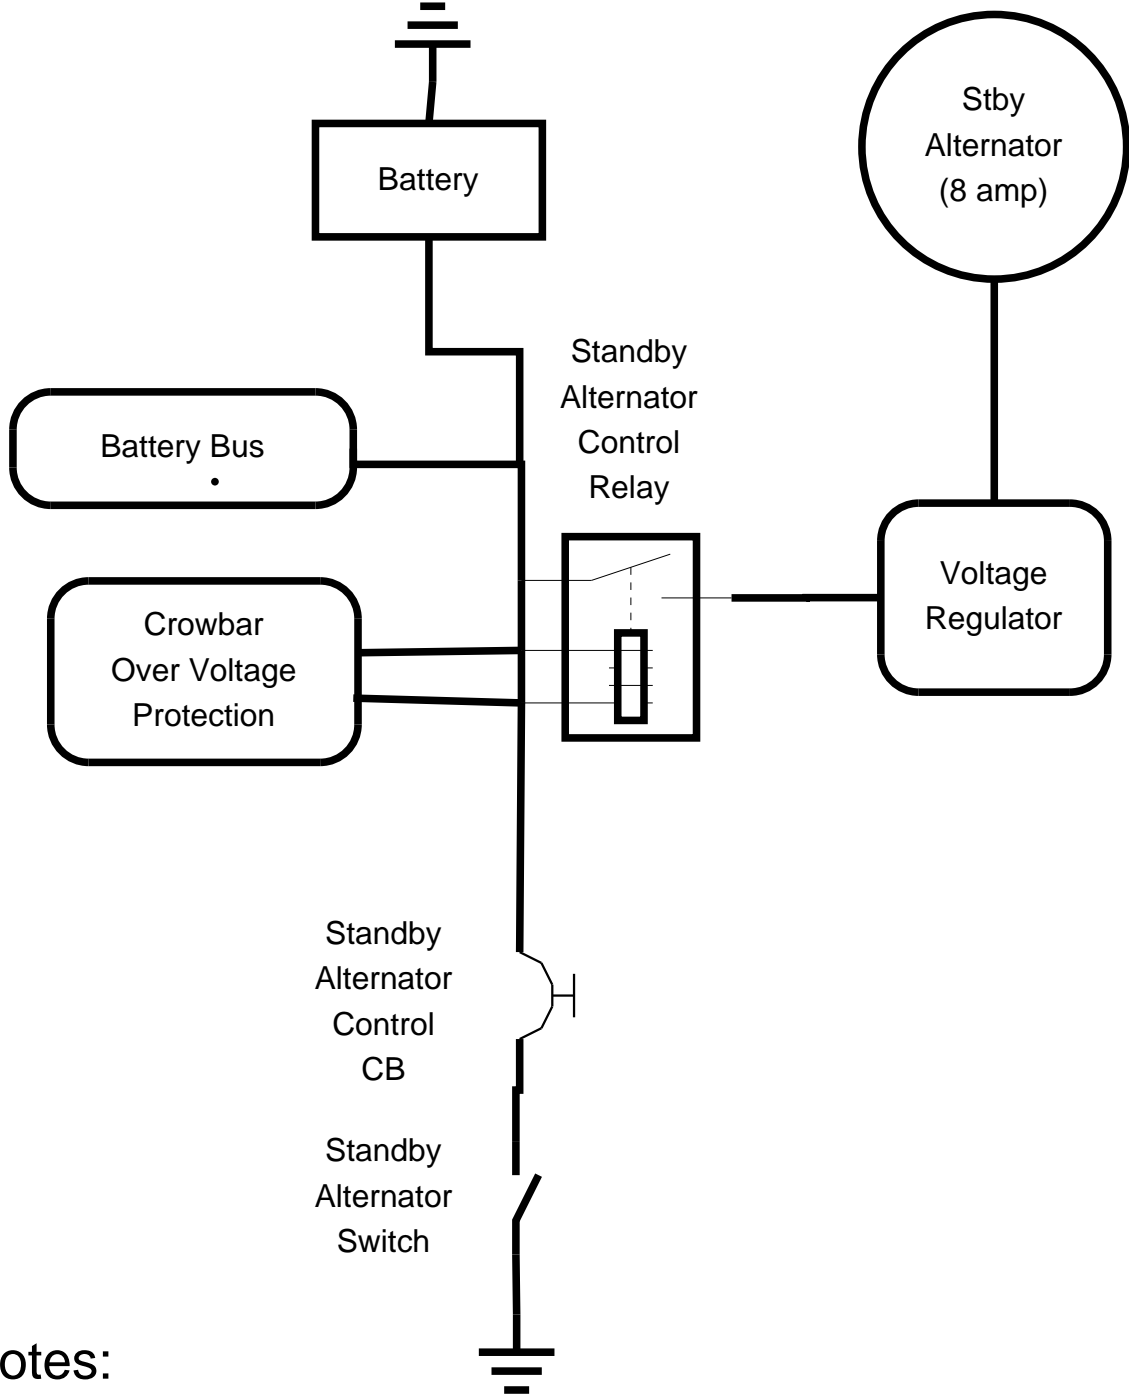 Stby
Alternator
(8 amp)
Battery
Standby
Alternator
Control
Relay
Battery Bus
Voltage
Regulator
Crowbar
Over Voltage
Protection
Standby
Alternator
Control
CB
Standby
Alternator
Switch
otes: